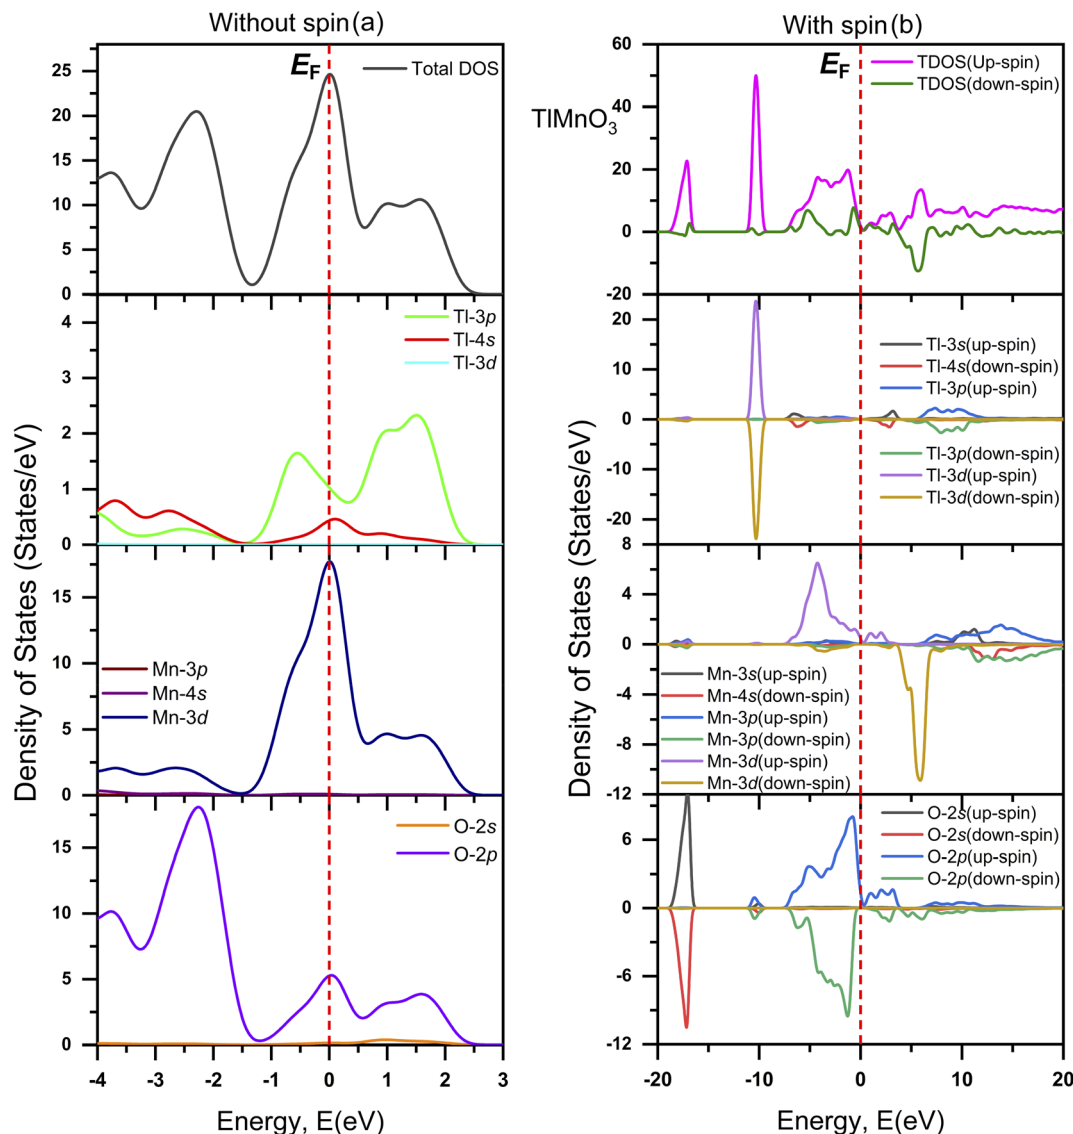 Without spin (a)
E_F
Total DOS
25
20
15
10
5
0
Tl-3p
Tl-4s
Tl-3d
4
3
2
1
0
Mn-3p
Mn-4s
Mn-3d
15
10
5
0
O-2s
O-2p
15
10
5
0
-4 -3 -2 -1 0 1 2 3
Energy, E(eV)
Density of States (States/eV)
With spin (b)
E_F
TDOS(Up-spin)
TDOS(down-spin)
TlMnO3
60
40
20
0
-20
Tl-3s(up-spin)
Tl-4s(down-spin)
Tl-3p(up-spin)
Tl-3p(down-spin)
Tl-3d(up-spin)
Tl-3d(down-spin)
20
10
0
-10
-20
8
4
0
-4
-8
-12
Mn-3s(up-spin)
Mn-4s(down-spin)
Mn-3p(up-spin)
Mn-3p(down-spin)
Mn-3d(up-spin)
Mn-3d(down-spin)
O-2s(up-spin)
O-2s(down-spin)
O-2p(up-spin)
O-2p(down-spin)
6
0
-6
-12
-20 -10 0 10 20
Energy, E(eV)
Density of States (States/eV)